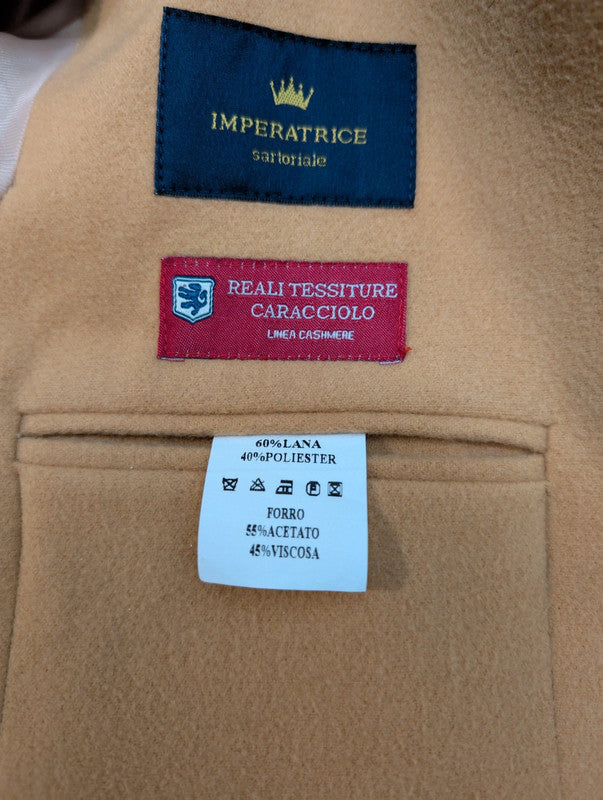 IMPERATRICE
sartoriale
REALI TESSITURE
CARACCIOLO
LINEA CASHMERE
60%LANA
40%POLIESTER
FORRO
55%ACETATO
45%VISCOSA